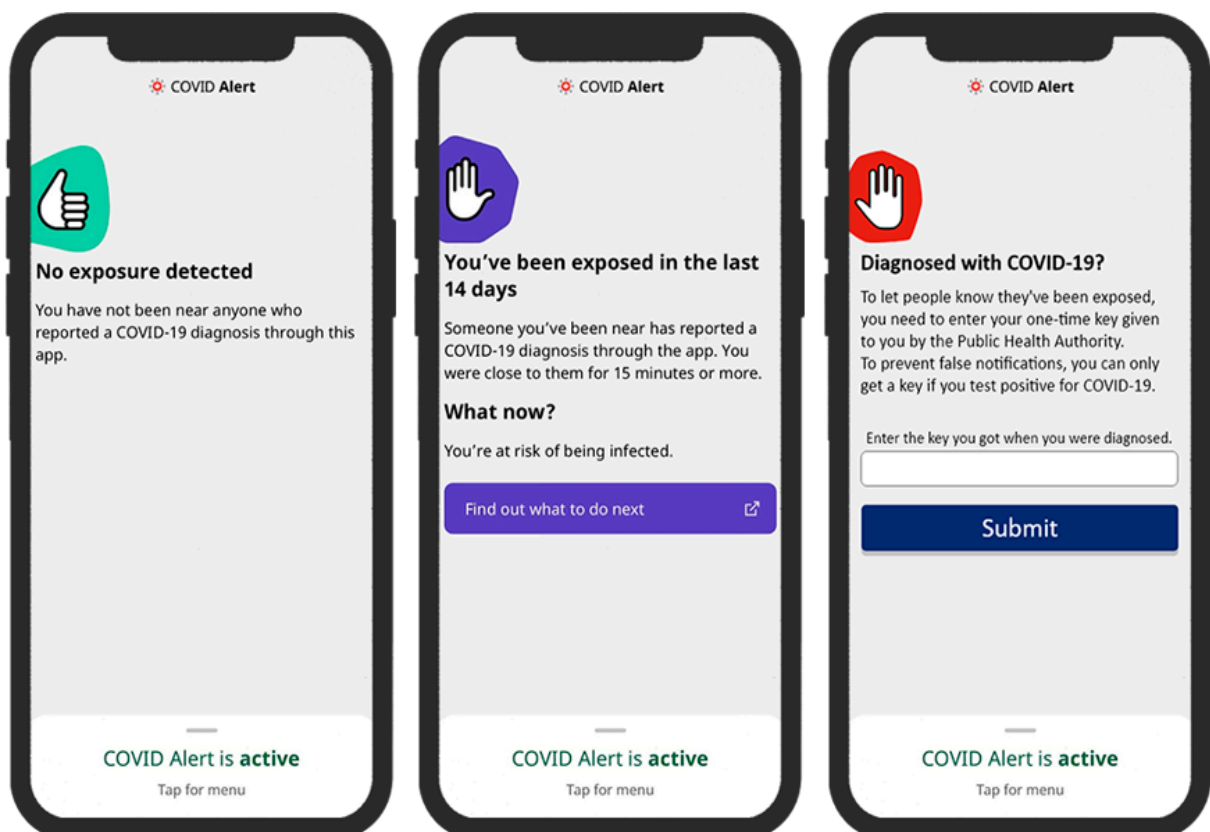 COVID Alert
No exposure detected
You have not been near anyone who
reported a COVID-19 diagnosis through this
app.
COVID Alert is active
Tap for menu
COVID Alert
You've been exposed in the last
14 days
Someone you've been near has reported a
COVID-19 diagnosis through the app. You
were close to them for 15 minutes or more.
What now?
You're at risk of being infected.
Find out what to do next
COVID Alert is active
Tap for menu
COVID Alert
Diagnosed with COVID-19?
To let people know they've been exposed,
you need to enter your one-time key given
to you by the Public Health Authority.
To prevent false notifications, you can only
get a key if you test positive for COVID-19.
Enter the key you got when you were diagnosed.
Submit
COVID Alert is active
Tap for menu